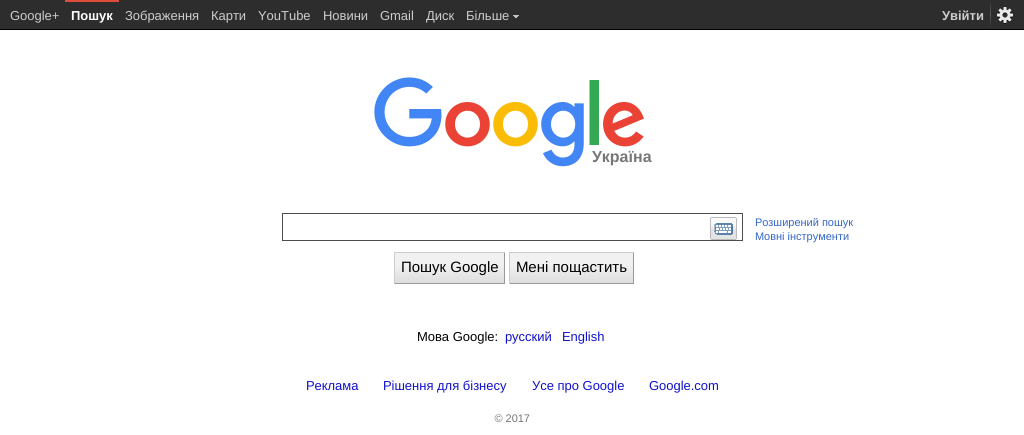 Google+ Пошук Зображення Карти YouTube Новини Gmail Диск Більше Увійти
Google
Україна
Розширений пошук
Мовні інструменти
Пошук Google Мені пощастить
Мова Google: русский English
Реклама Рішення для бізнесу Усе про Google Google.com
© 2017